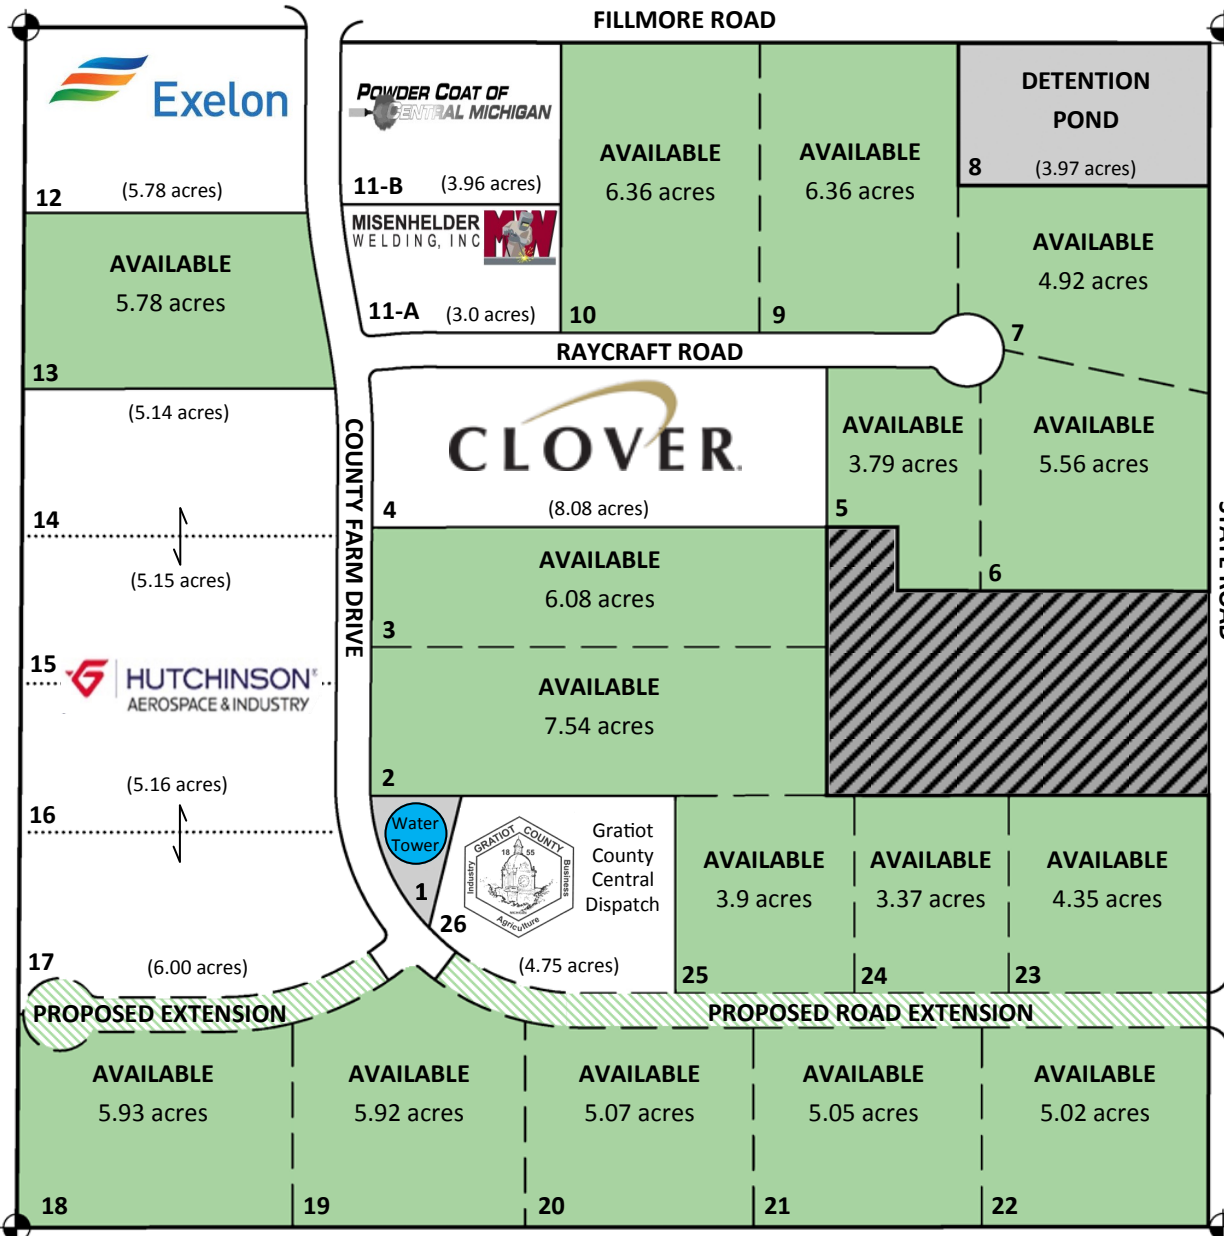 FILLMORE ROAD
Exelon
12
(5.78 acres)
POWDER COAT OF
CENTRAL MICHIGAN
11-B
(3.96 acres)
MISENHELDER
WELDING, INC
MW
11-A
(3.0 acres)
AVAILABLE
6.36 acres
10
AVAILABLE
6.36 acres
9
DETENTION
POND
8
(3.97 acres)
AVAILABLE
4.92 acres
7
AVAILABLE
5.78 acres
13
RAYCRAFT ROAD
(5.14 acres)
14
(5.15 acres)
15
HUTCHINSON®
AEROSPACE & INDUSTRY
(5.16 acres)
16
17
(6.00 acres)
COUNTY FARM DRIVE
CLOVER
4
(8.08 acres)
AVAILABLE
3.79 acres
5
AVAILABLE
5.56 acres
6
STATE ROAD
AVAILABLE
6.08 acres
3
AVAILABLE
7.54 acres
2
Water
Tower
1
26
GRATIOT COUNTY
18 55
Industry
Business
Agriculture
Gratiot
County
Central
Dispatch
(4.75 acres)
AVAILABLE
3.9 acres
25
AVAILABLE
3.37 acres
24
AVAILABLE
4.35 acres
23
PROPOSED EXTENSION
PROPOSED ROAD EXTENSION
AVAILABLE
5.93 acres
18
AVAILABLE
5.92 acres
19
AVAILABLE
5.07 acres
20
AVAILABLE
5.05 acres
21
AVAILABLE
5.02 acres
22